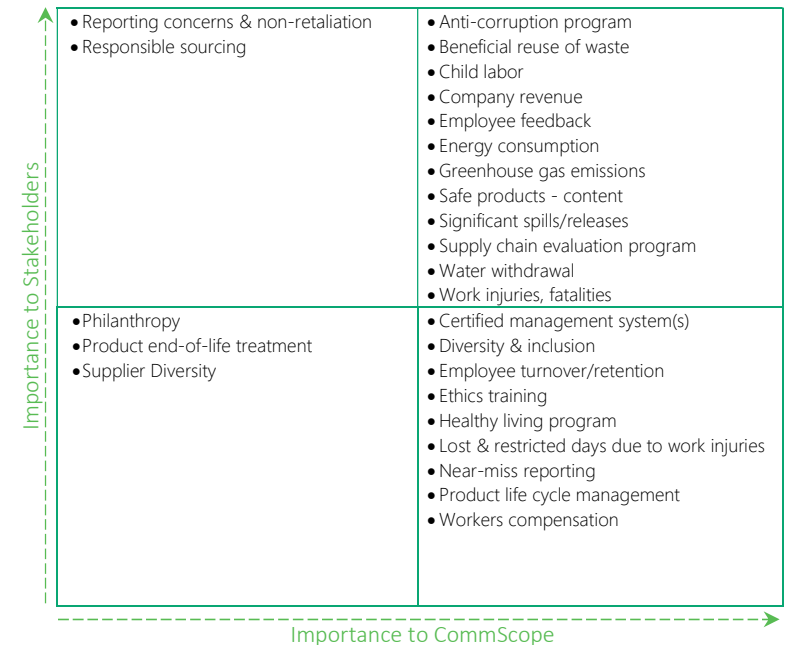 Importance to Stakeholders
• Reporting concerns & non-retaliation
• Responsible sourcing
• Anti-corruption program
• Beneficial reuse of waste
• Child labor
• Company revenue
• Employee feedback
• Energy consumption
• Greenhouse gas emissions
• Safe products - content
• Significant spills/releases
• Supply chain evaluation program
• Water withdrawal
• Work injuries, fatalities
• Philanthropy
• Product end-of-life treatment
• Supplier Diversity
• Certified management system(s)
• Diversity & inclusion
• Employee turnover/retention
• Ethics training
• Healthy living program
• Lost & restricted days due to work injuries
• Near-miss reporting
• Product life cycle management
• Workers compensation
Importance to CommScope